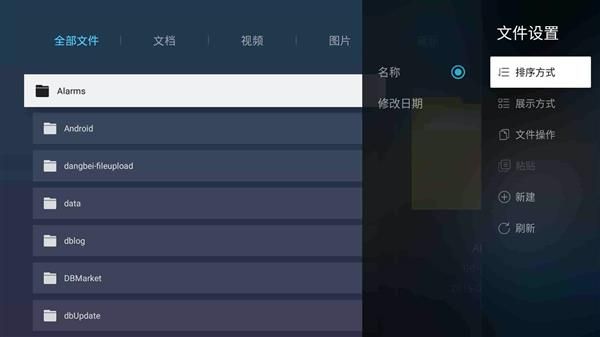 全部文件
文档
视频
图片
Alarms
Android
dangbei-fileupload
data
dblog
DBMarket
dbUpdate
名称
修改日期
文件设置
排序方式
展示方式
文件操作
粘贴
新建
刷新